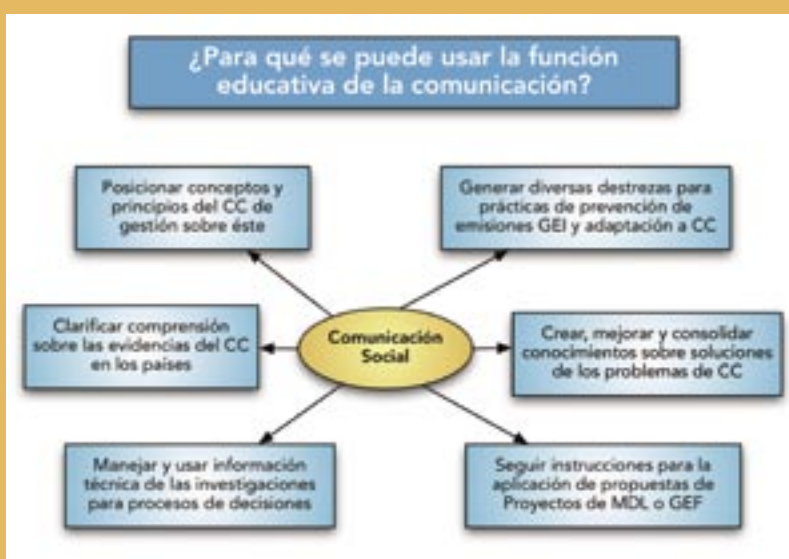 ¿Para qué se puede usar la función
educativa de la comunicación?
Posicionar conceptos y
principios del CC de
gestión sobre éste
Generar diversas destrezas para
prácticas de prevención de
emisiones GEI y adaptación a CC
Clarificar comprensión
sobre las evidencias del CC
en los países
Comunicación
Social
Crear, mejorar y consolidar
conocimientos sobre soluciones
de los problemas de CC
Manejar y usar información
técnica de las investigaciones
para procesos de decisiones
Seguir instrucciones para la
aplicación de propuestas de
Proyectos de MDL o GEF